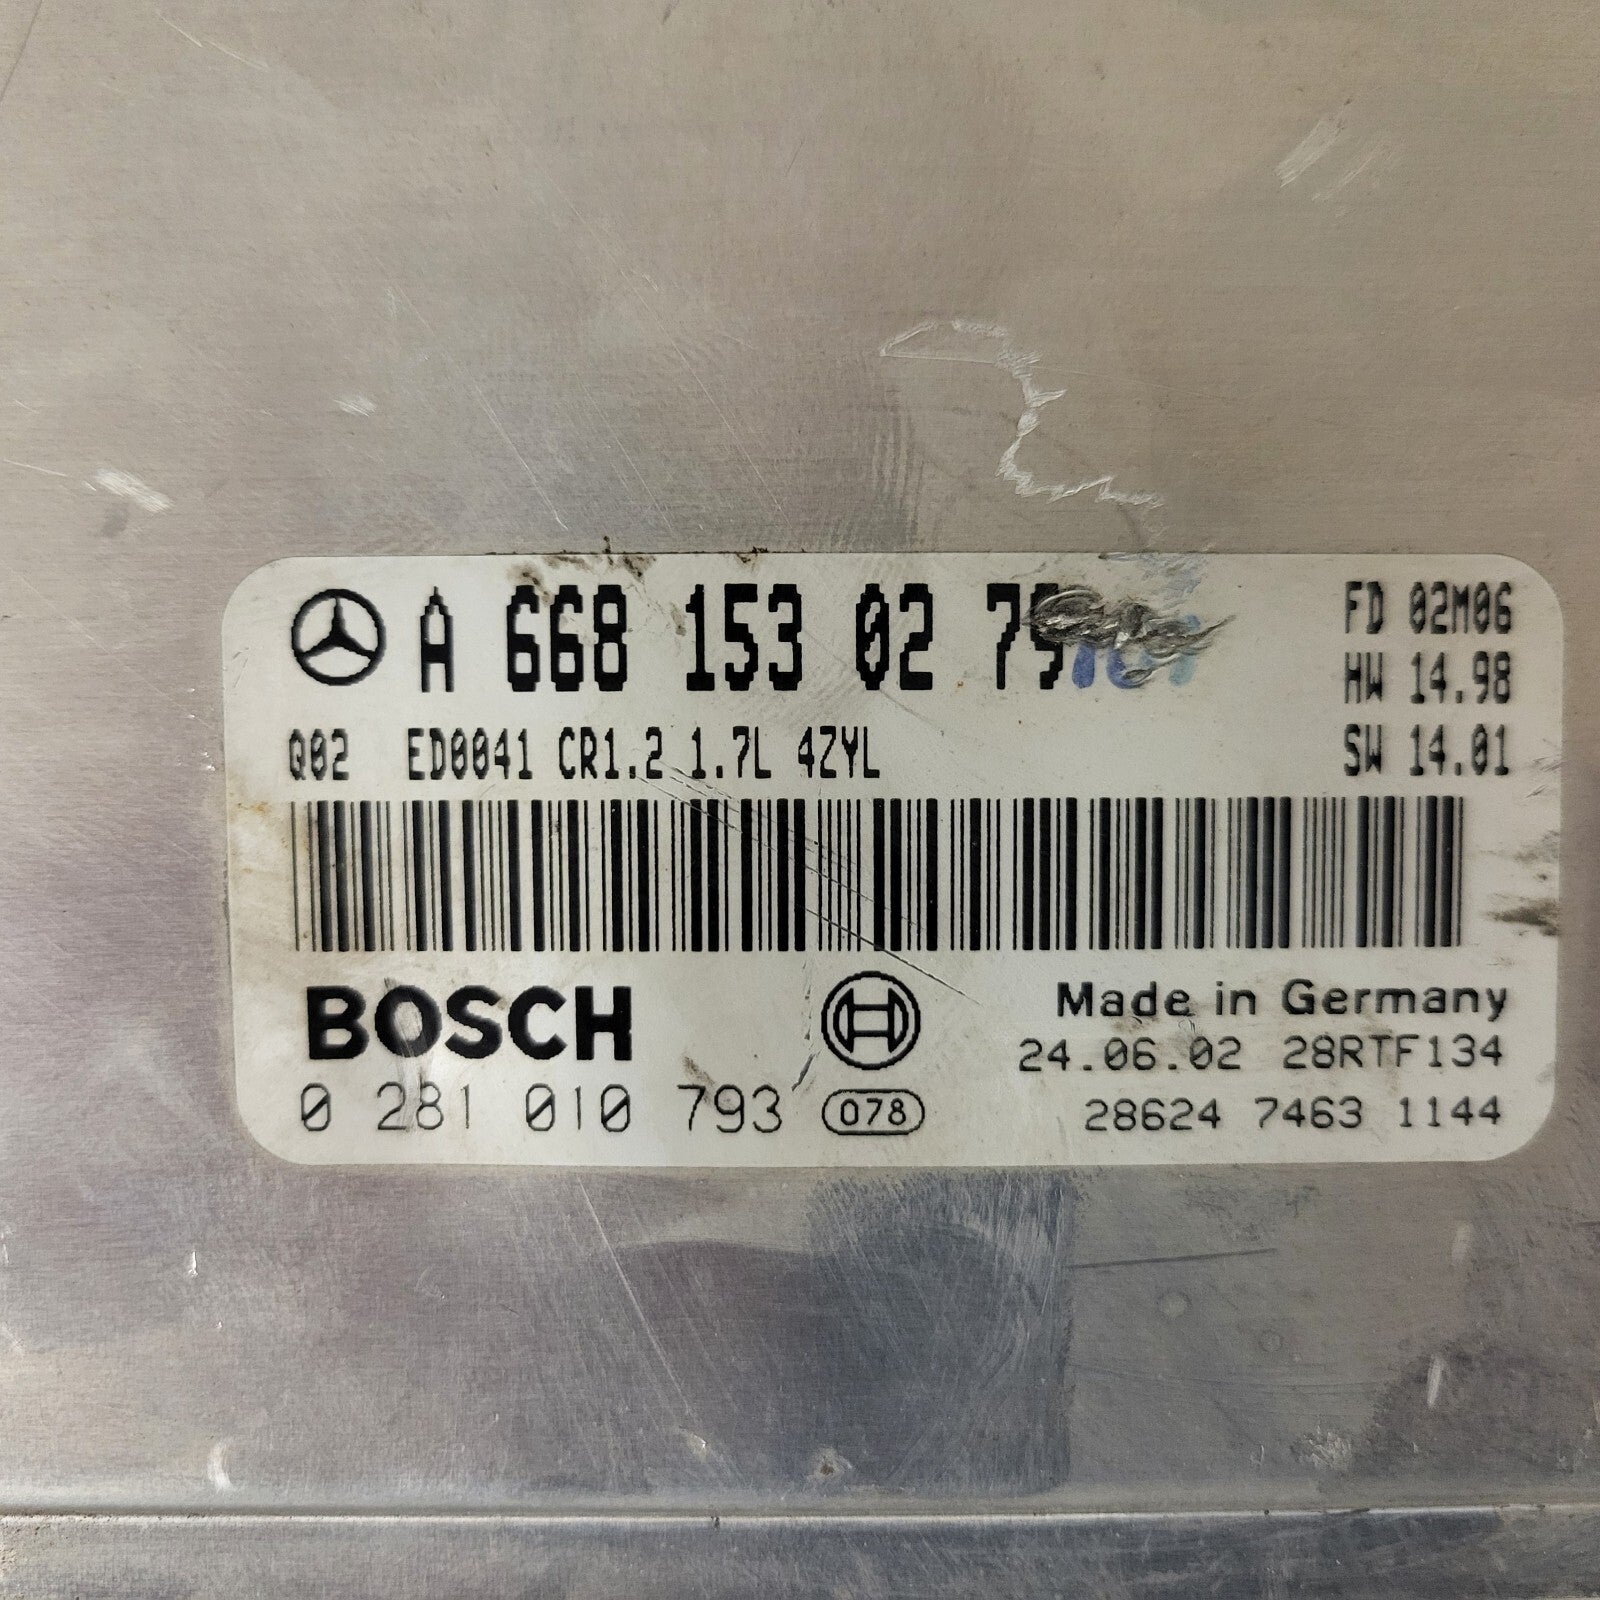 A 668 153 02 79
FD 02M06
HW 14.98
Q02 ED0041 CR1.2 1.7L 4ZYL
SW 14.01
BOSCH
Made in Germany
24.06.02 28RTF134
0 281 010 793 078
28624 7463 1144